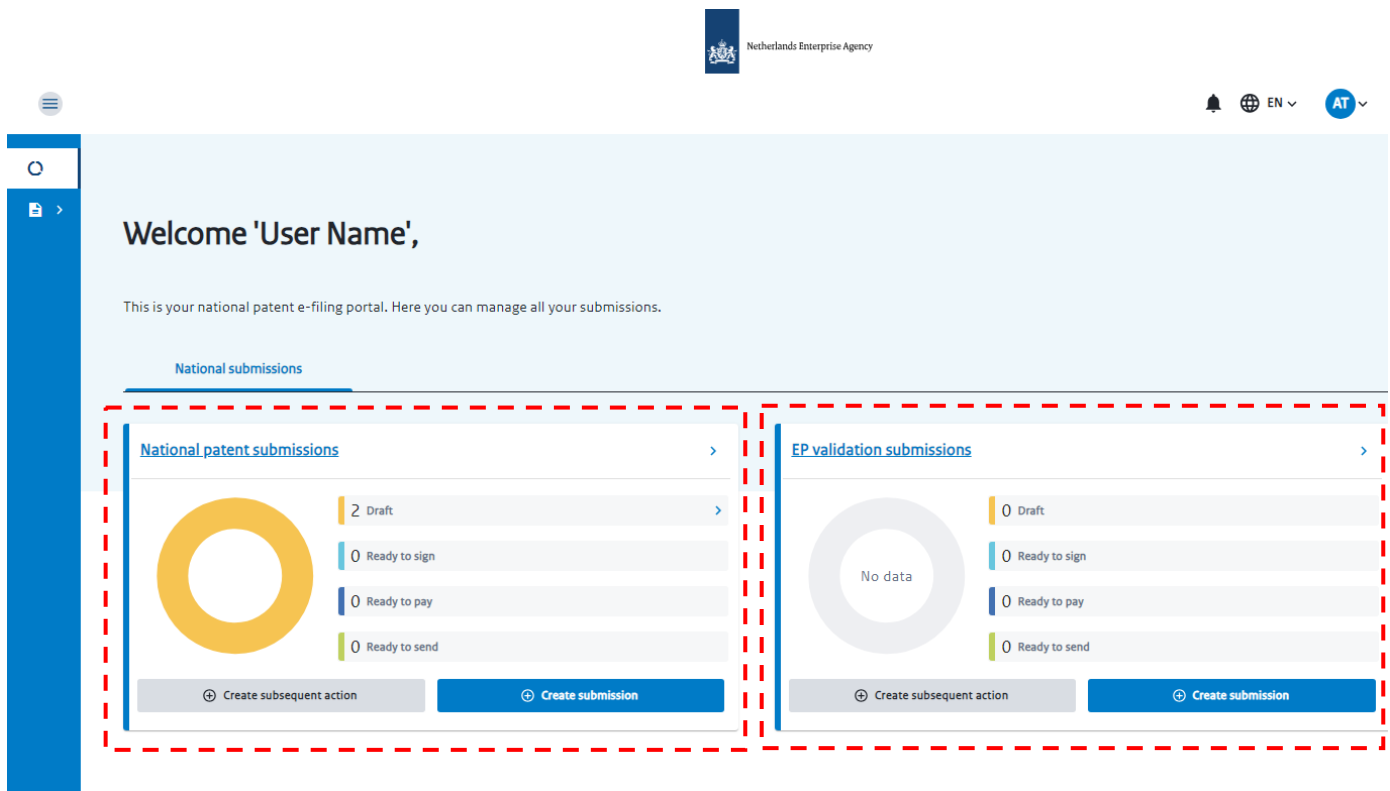 Netherlands Enterprise Agency
EN
AT
Welcome 'User Name',
This is your national patent e-filing portal. Here you can manage all your submissions.
National submissions
National patent submissions
2 Draft
0 Ready to sign
0 Ready to pay
0 Ready to send
Create subsequent action
Create submission
EP validation submissions
No data
0 Draft
0 Ready to sign
0 Ready to pay
0 Ready to send
Create subsequent action
Create submission